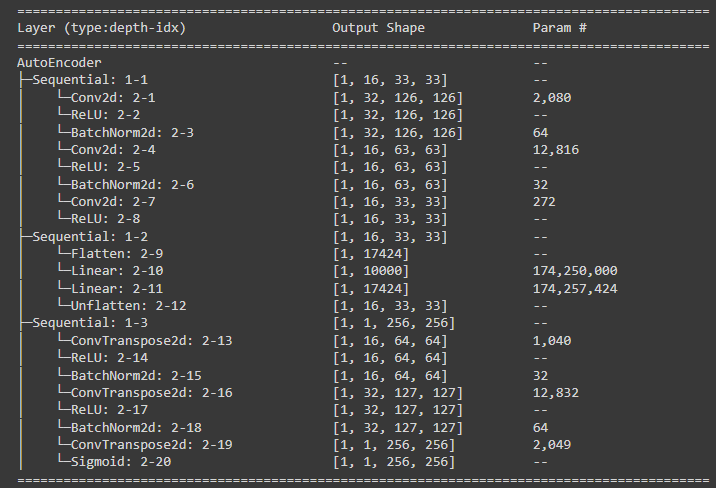 ==========================================================================================
Layer (type:depth-idx)                   Output Shape              Param #
==========================================================================================
AutoEncoder                              --                        --
├─Sequential: 1-1                        [1, 16, 33, 33]           --
│    └─Conv2d: 2-1                       [1, 32, 126, 126]         2,080
│    └─ReLU: 2-2                         [1, 32, 126, 126]         --
│    └─BatchNorm2d: 2-3                  [1, 32, 126, 126]         64
│    └─Conv2d: 2-4                       [1, 16, 63, 63]           12,816
│    └─ReLU: 2-5                         [1, 16, 63, 63]           --
│    └─BatchNorm2d: 2-6                  [1, 16, 63, 63]           32
│    └─Conv2d: 2-7                       [1, 16, 33, 33]           272
│    └─ReLU: 2-8                         [1, 16, 33, 33]           --
├─Sequential: 1-2                        [1, 16, 33, 33]           --
│    └─Flatten: 2-9                      [1, 17424]                --
│    └─Linear: 2-10                      [1, 10000]                174,250,000
│    └─Linear: 2-11                      [1, 17424]                174,257,424
│    └─Unflatten: 2-12                   [1, 16, 33, 33]           --
├─Sequential: 1-3                        [1, 1, 256, 256]          --
│    └─ConvTranspose2d: 2-13             [1, 16, 64, 64]           1,040
│    └─ReLU: 2-14                        [1, 16, 64, 64]           --
│    └─BatchNorm2d: 2-15                 [1, 16, 64, 64]           32
│    └─ConvTranspose2d: 2-16             [1, 32, 127, 127]         12,832
│    └─ReLU: 2-17                        [1, 32, 127, 127]         --
│    └─BatchNorm2d: 2-18                 [1, 32, 127, 127]         64
│    └─ConvTranspose2d: 2-19             [1, 1, 256, 256]          2,049
│    └─Sigmoid: 2-20                     [1, 1, 256, 256]          --
==========================================================================================